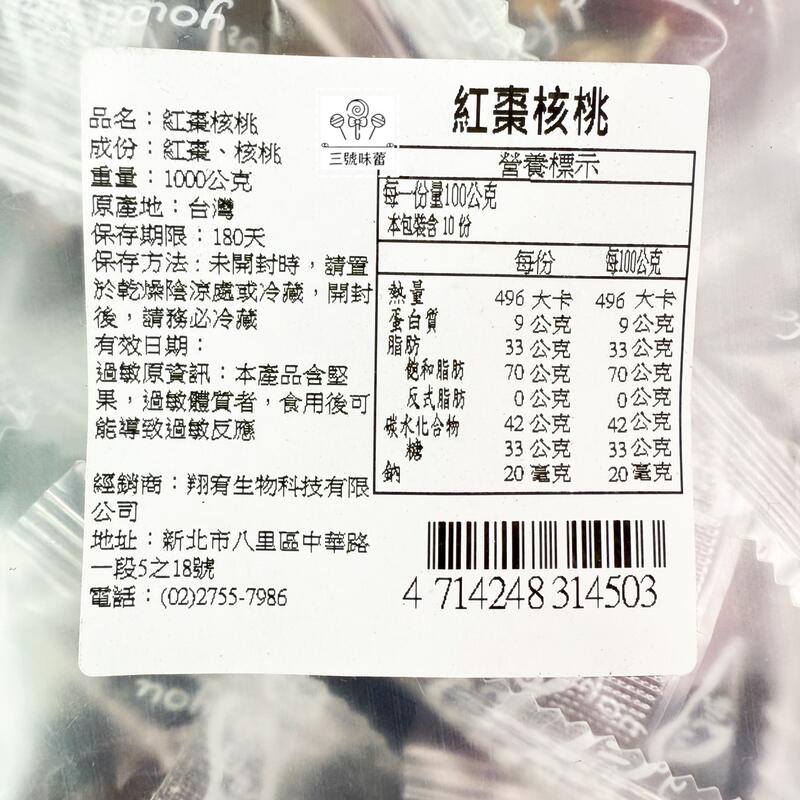 品名：紅棗核桃
成份：紅棗、核桃
重量：1000公克
原產地：台灣
保存期限：180天
保存方法：未開封時，請置
於乾燥陰涼處或冷藏，開封
後，請務必冷藏
有效日期：
過敏原資訊：本產品含堅
果，過敏體質者，食用後可
能導致過敏反應
經銷商：翔宥生物科技有限
公司
地址：新北市八里區中華路
一段5之18號
電話：(02)2755-7986
三號味蕾
紅棗核桃
營養標示
每一份量100公克
本包裝含10份
每份 每100公克
熱量 496 大卡 496 大卡
蛋白質 9 公克 9 公克
脂肪 33 公克 33 公克
飽和脂肪 70 公克 70 公克
反式脂肪 0 公克 0 公克
碳水化合物 42 公克 42 公克
糖 33 公克 33 公克
鈉 20 毫克 20 毫克
4 714248 314503